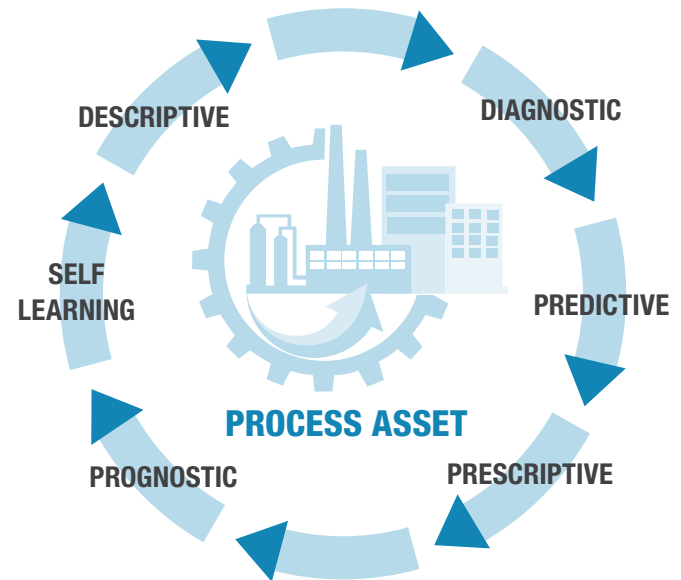 DESCRIPTIVE
DIAGNOSTIC
SELF
LEARNING
PREDICTIVE
PROCESS ASSET
PROGNOSTIC
PRESCRIPTIVE